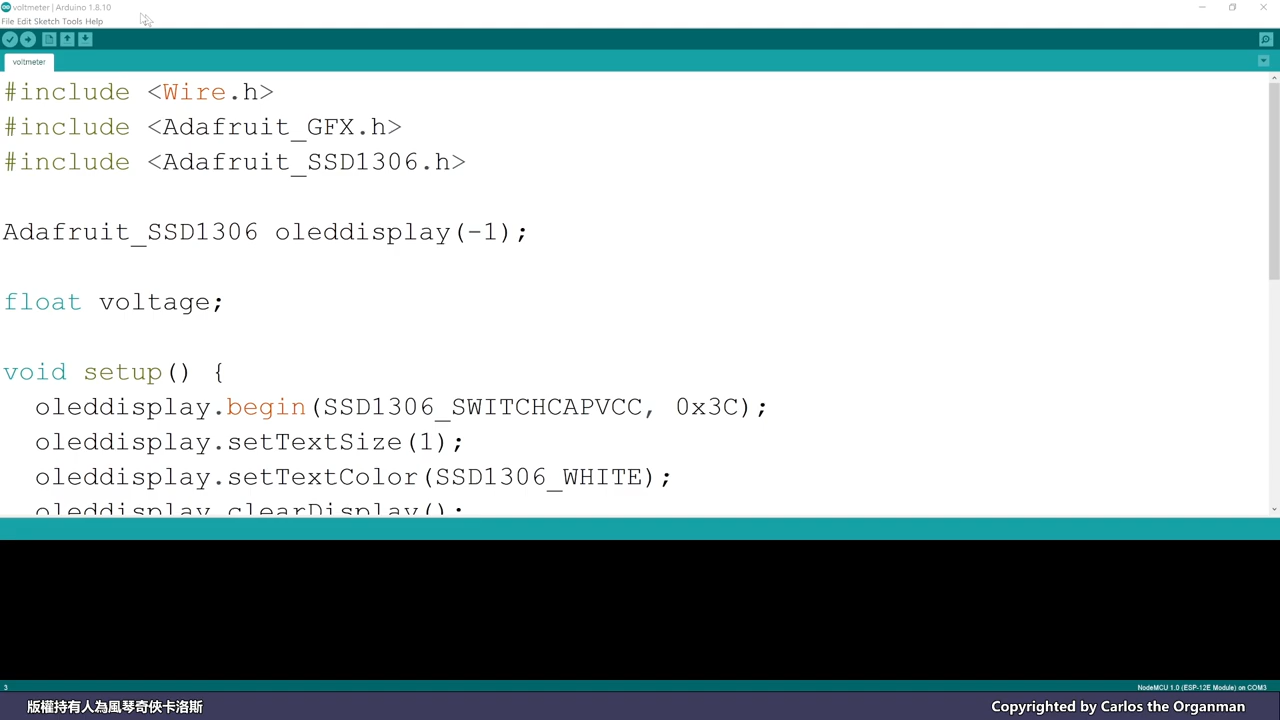 voltmeter | Arduino 1.8.10
File Edit Sketch Tools Help
voltmeter
#include <Wire.h>
#include <Adafruit_GFX.h>
#include <Adafruit_SSD1306.h>
Adafruit_SSD1306 oleddisplay(-1);
float voltage;
void setup() {
oleddisplay.begin(SSD1306_SWITCHCAPVCC, 0x3C);
oleddisplay.setTextSize(1);
oleddisplay.setTextColor(SSD1306_WHITE);
oleddisplay.clearDisplay();
3
NodeMCU 1.0 (ESP-12E Module) on COM3
版權持有人為風琴奇俠卡洛斯
Copyrighted by Carlos the Organman